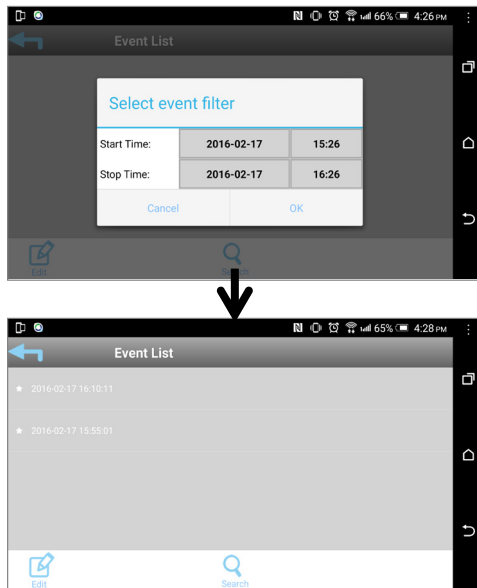 66% 4:26 PM
Event List
Select event filter
Start Time: 2016-02-17 15:26
Stop Time: 2016-02-17 16:26
Cancel OK
Edit Search
65% 4:28 PM
Event List
2016-02-17 16:10:11
2016-02-17 15:55:01
Edit Search